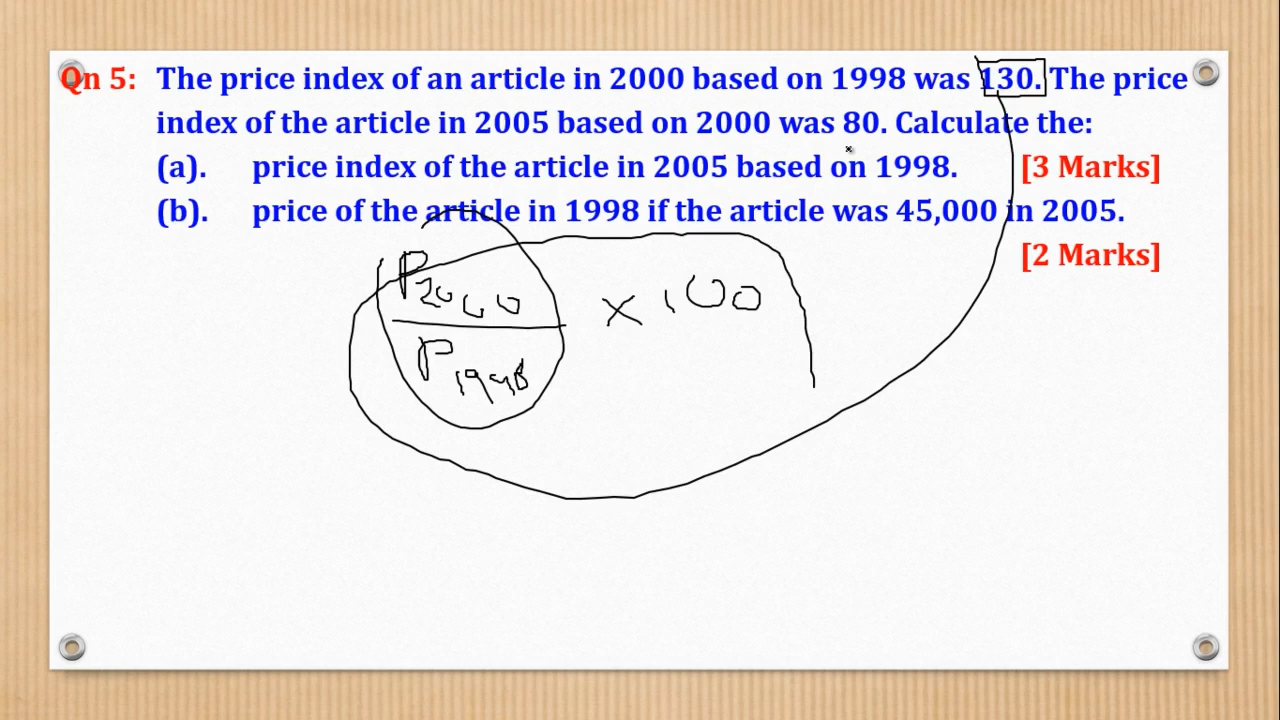 Qn 5: The price index of an article in 2000 based on 1998 was 130. The price
index of the article in 2005 based on 2000 was 80. Calculate the:
(a). price index of the article in 2005 based on 1998. [3 Marks]
(b). price of the article in 1998 if the article was 45,000 in 2005.
[2 Marks]
P2000 x 100
P1998